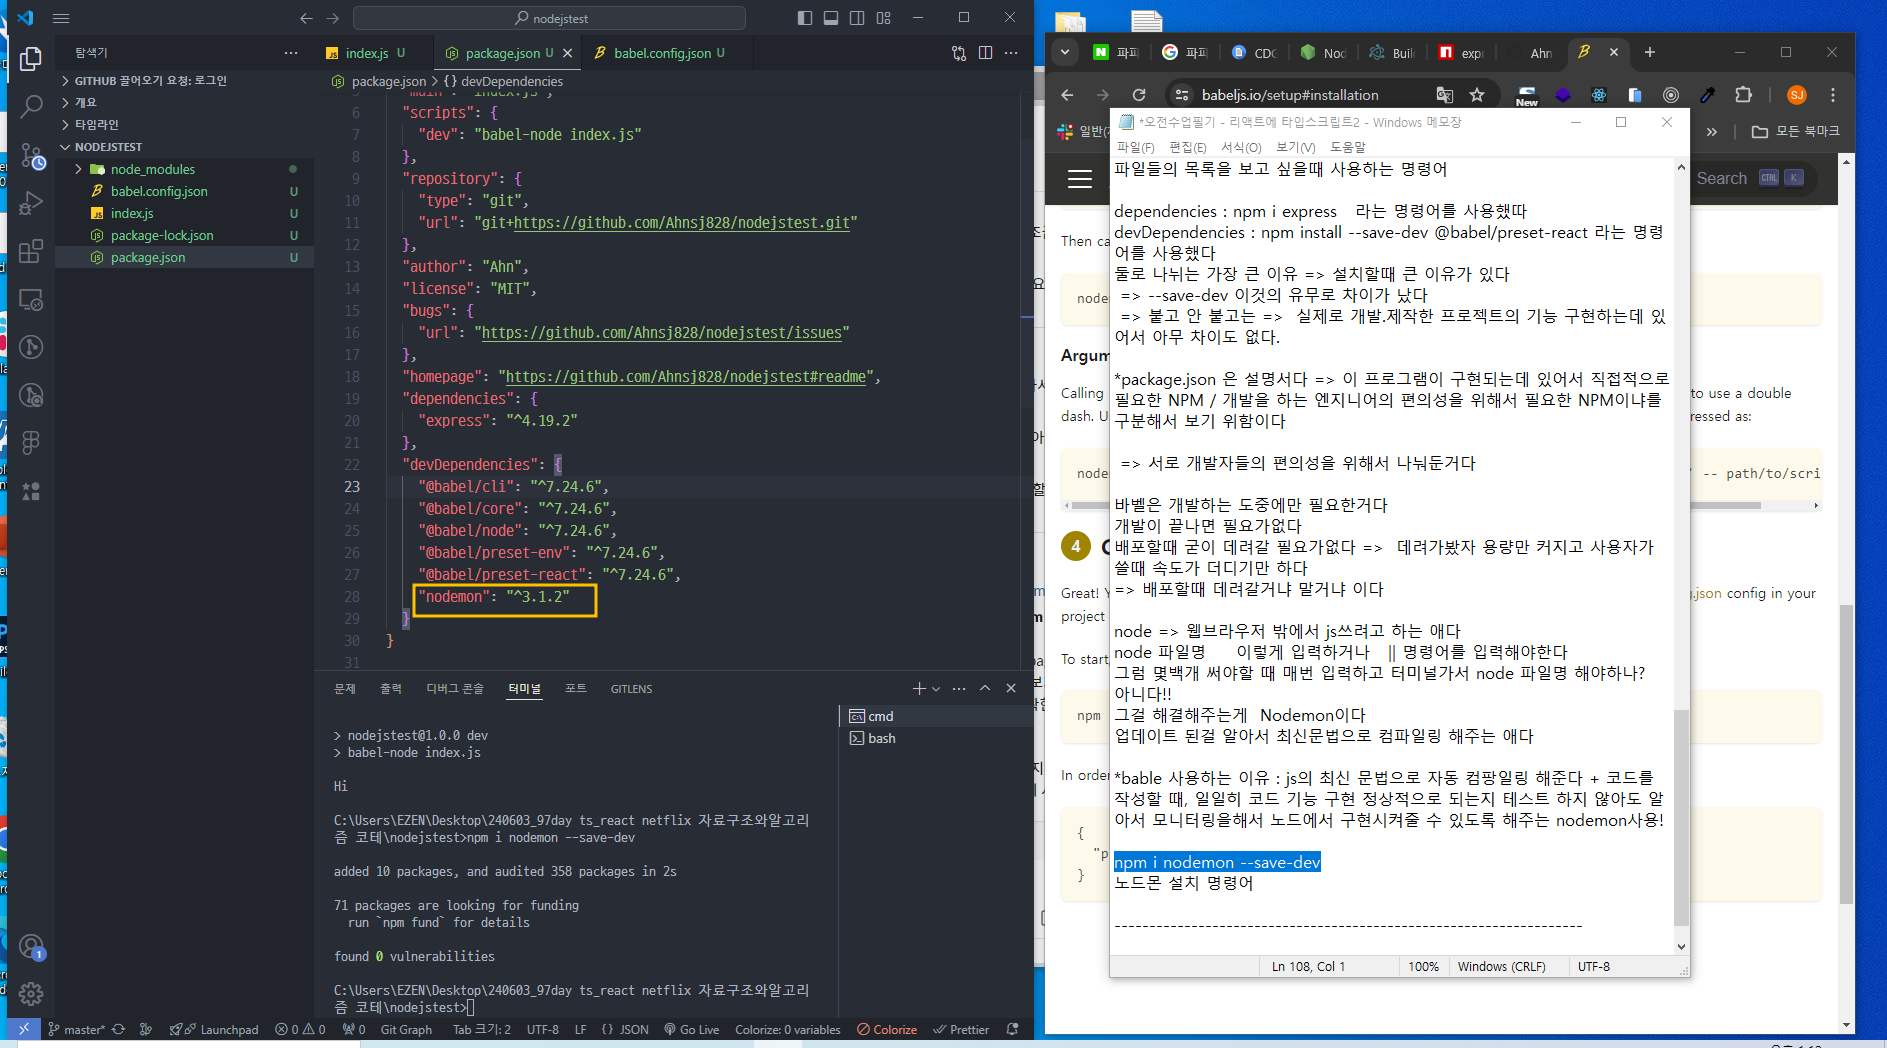 nodejstest
탐색기
GITHUB 끌어오기 요청: 로그인
개요
타임라인
NODEJSTEST
node_modules
babel.config.json U
index.js U
package-lock.json U
package.json U
index.js U
package.json U
babel.config.json U
package.json > {} devDependencies
5 "main": "index.js",
6 "scripts": {
7 "dev": "babel-node index.js"
8 },
9 "repository": {
10 "type": "git",
11 "url": "git+https://github.com/Ahnsj828/nodejstest.git"
12 },
13 "author": "Ahn",
14 "license": "MIT",
15 "bugs": {
16 "url": "https://github.com/Ahnsj828/nodejstest/issues"
17 },
18 "homepage": "https://github.com/Ahnsj828/nodejstest#readme",
19 "dependencies": {
20 "express": "^4.19.2"
21 },
22 "devDependencies": {
23 "@babel/cli": "^7.24.6",
24 "@babel/core": "^7.24.6",
25 "@babel/node": "^7.24.6",
26 "@babel/preset-env": "^7.24.6",
27 "@babel/preset-react": "^7.24.6",
28 "nodemon": "^3.1.2"
29 }
30 }
31
문제 출력 디버그 콘솔 터미널 포트 GITLENS
cmd
bash
> nodejstest@1.0.0 dev
> babel-node index.js
Hi
C:\Users\EZEN\Desktop\240603_97day ts_react netflix 자료구조와알고리
즘 코테\nodejstest>npm i nodemon --save-dev
added 10 packages, and audited 358 packages in 2s
71 packages are looking for funding
run `npm fund` for details
found 0 vulnerabilities
C:\Users\EZEN\Desktop\240603_97day ts_react netflix 자료구조와알고리
즘 코테\nodejstest>
master* Launchpad 0 0 0 Git Graph Tab 크기: 2 UTF-8 LF {} JSON Go Live Colorize: 0 variables Colorize Prettier
파피 파피 CDC Nod Buil exp Ahn
babeljs.io/setup#installation
New
SJ
모든 북마크
Search CTRL K
*오전수업필기 - 리액트에 타입스크립트2 - Windows 메모장
파일(F) 편집(E) 서식(O) 보기(V) 도움말
파일들의 목록을 보고 싶을때 사용하는 명령어
dependencies : npm i express 라는 명령어를 사용했따
devDependencies : npm install --save-dev @babel/preset-react 라는 명령
어를 사용했다
둘로 나뉘는 가장 큰 이유 => 설치할때 큰 이유가 있다
=> --save-dev 이것의 유무로 차이가 났다
=> 붙고 안 붙고는 => 실제로 개발.제작한 프로젝트의 기능 구현하는데 있
어서 아무 차이도 없다.
*package.json 은 설명서다 => 이 프로그램이 구현되는데 있어서 직접적으로
필요한 NPM / 개발을 하는 엔지니어의 편의성을 위해서 필요한 NPM이냐를
구분해서 보기 위함이다
=> 서로 개발자들의 편의성을 위해서 나눠둔거다
바벨은 개발하는 도중에만 필요한거다
개발이 끝나면 필요가없다
배포할때 굳이 데려갈 필요가없다 => 데려가봤자 용량만 커지고 사용자가
쓸때 속도가 더디기만 하다
=> 배포할때 데려갈거냐 말거냐 이다
node => 웹브라우저 밖에서 js쓰려고 하는 애다
node 파일명 이렇게 입력하거나 || 명령어를 입력해야한다
그럼 몇백개 써야할 때 매번 입력하고 터미널가서 node 파일명 해야하나?
아니다!!
그걸 해결해주는게 Nodemon이다
업데이트 된걸 알아서 최신문법으로 컴파일링 해주는 애다
*bable 사용하는 이유 : js의 최신 문법으로 자동 컴팡일링 해준다 + 코드를
작성할 때, 일일히 코드 기능 구현 정상적으로 되는지 테스트 하지 않아도 알
아서 모니터링을해서 노드에서 구현시켜줄 수 있도록 해주는 nodemon사용!
npm i nodemon --save-dev
노드몬 설치 명령어
-------------------------------------------------------------------
Ln 108, Col 1 100% Windows (CRLF) UTF-8
Then ca
node
Argum
Calling
to use a double
dash. U
ressed as:
node
-- path/to/scri
4
Great! Y
g.json config in your
project
To start,
npm
In order
{
"p
}